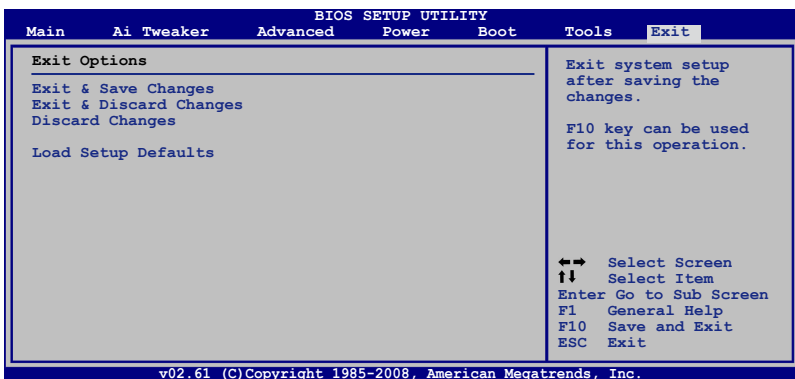 BIOS SETUP UTILITY
Main Ai Tweaker Advanced Power Boot Tools Exit
Exit Options
Exit & Save Changes
Exit & Discard Changes
Discard Changes
Load Setup Defaults
Exit system setup
after saving the
changes.
F10 key can be used
for this operation.
←→ Select Screen
↑↓ Select Item
Enter Go to Sub Screen
F1 General Help
F10 Save and Exit
ESC Exit
v02.61 (C)Copyright 1985-2008, American Megatrends, Inc.